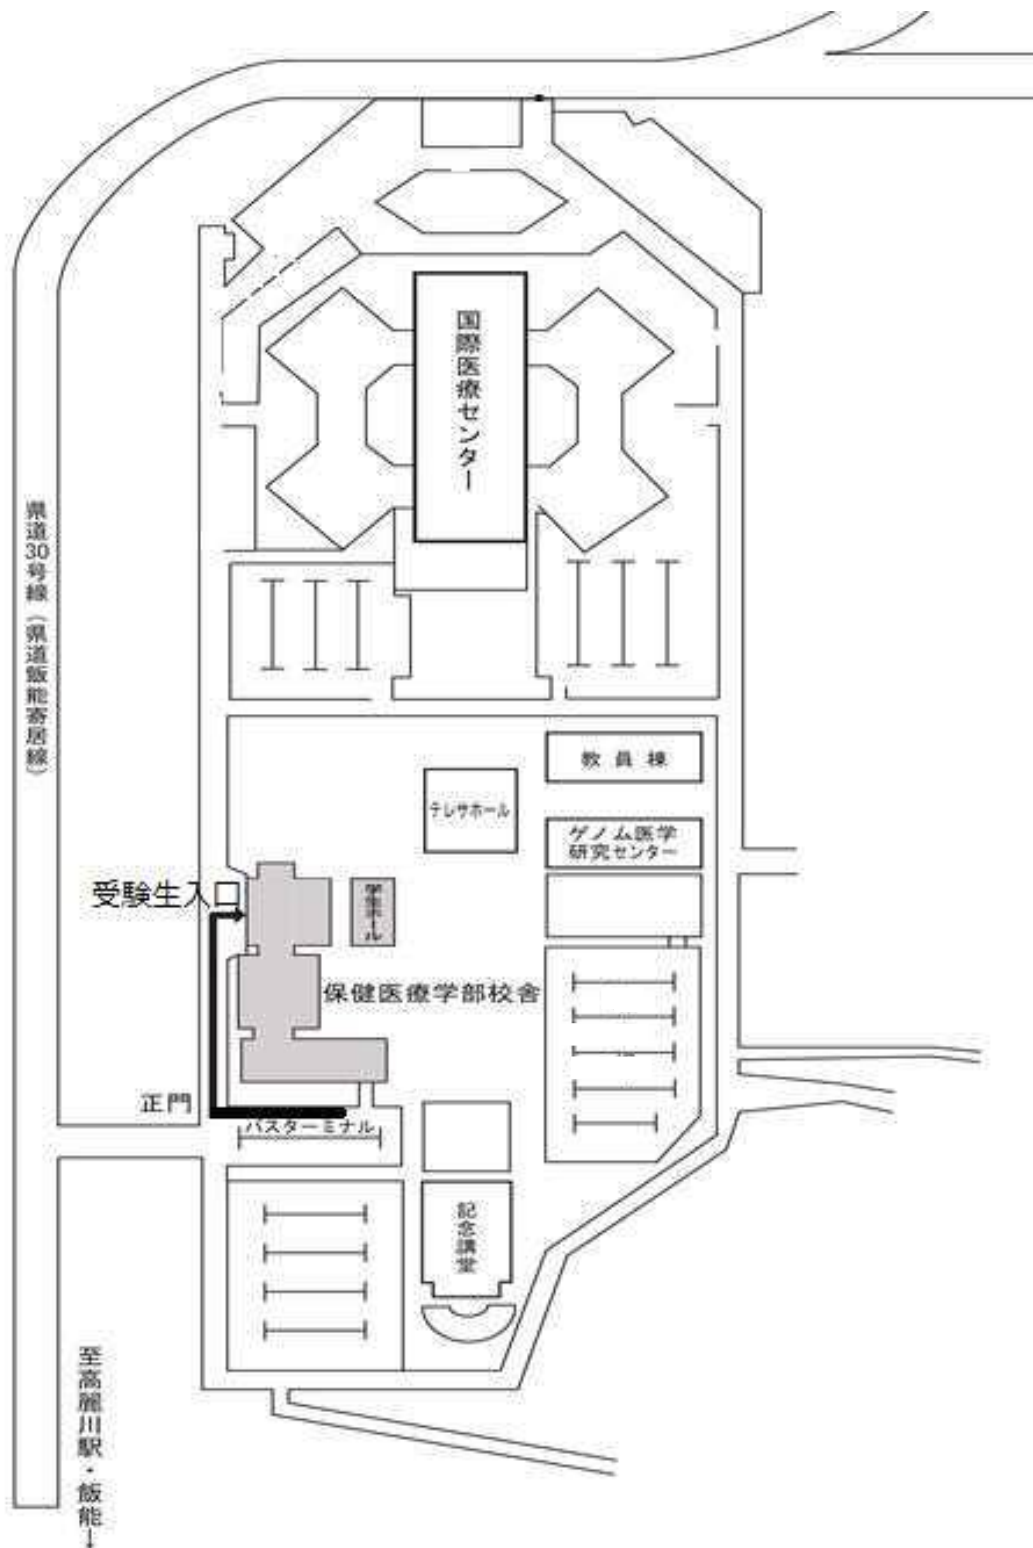 国際医療センター
県道30号線（県道飯能寄居線）
教員棟
テレサホール
ゲノム医学
研究センター
受験生入口
学生ホール
保健医療学部校舎
正門
バスターミナル
記念講堂
至高麗川駅・飯能↓